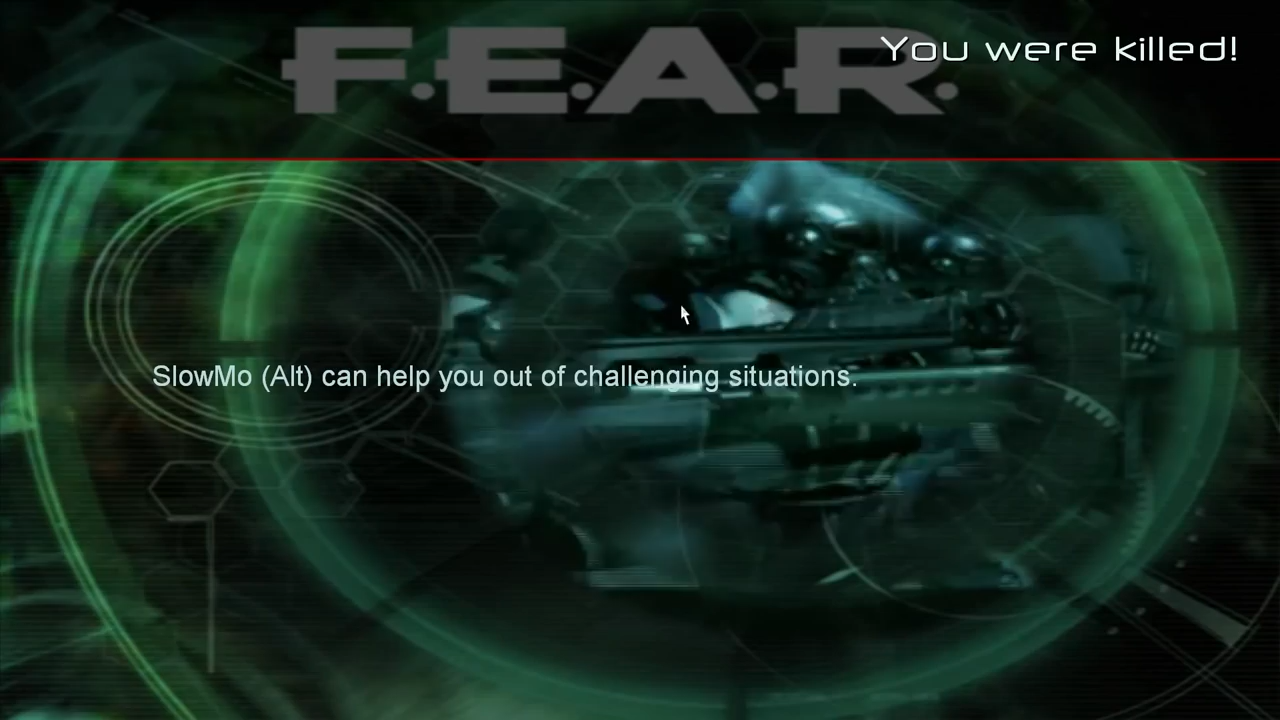 F.E.A.R.
You were killed!
SlowMo (Alt) can help you out of challenging situations.